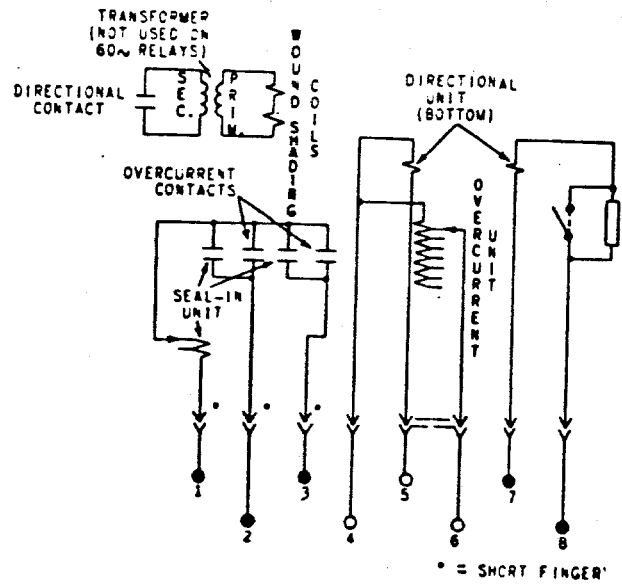 TRANSFORMER
(NOT USED ON
60~ RELAYS)
DIRECTIONAL
CONTACT
SEC.
PRIM.
WOUND SHADING
COILS
DIRECTIONAL
UNIT
(BOTTOM)
OVERCURRENT
CONTACTS
OVERCURRENT
UNIT
SEAL-IN
UNIT
*
*
*
1
2
3
4
5
6
7
8
* = SHORT FINGER